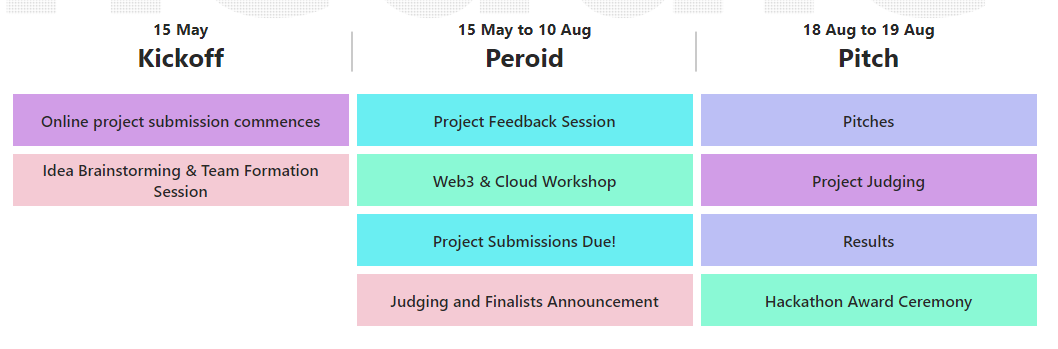 15 May
Kickoff
Online project submission commences
Idea Brainstorming & Team Formation
Session
15 May to 10 Aug
Peroid
Project Feedback Session
Web3 & Cloud Workshop
Project Submissions Due!
Judging and Finalists Announcement
18 Aug to 19 Aug
Pitch
Pitches
Project Judging
Results
Hackathon Award Ceremony